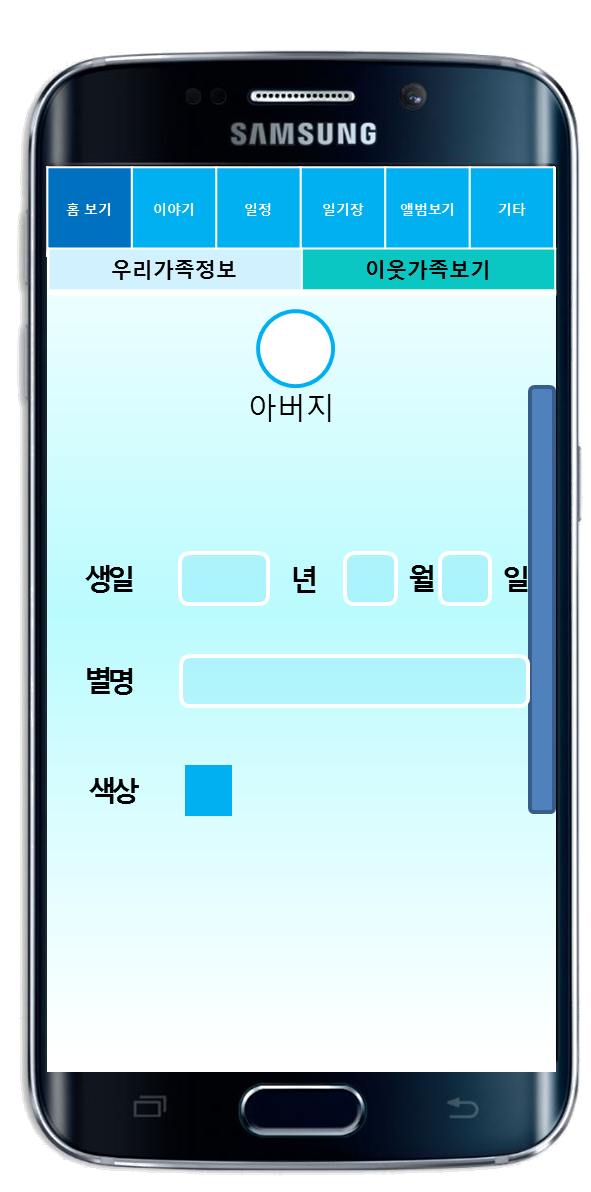 SAMSUNG
홈 보기 이야기 일정 일기장 앨범보기 기타
우리가족정보 이웃가족보기
아버지
생일 년 월 일
별명
색상